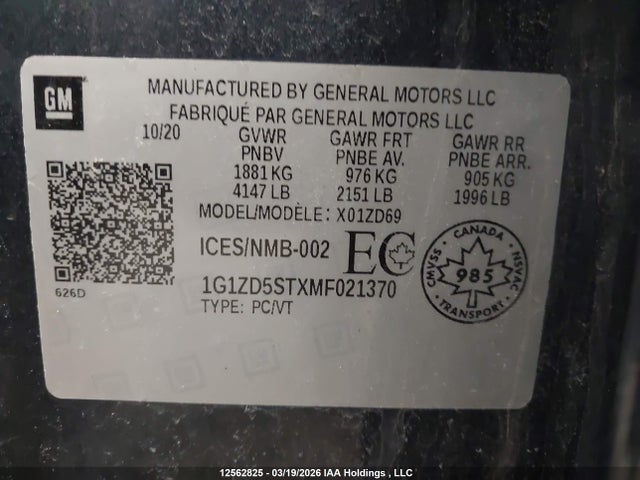 GM
MANUFACTURED BY GENERAL MOTORS LLC
FABRIQUÉ PAR GENERAL MOTORS LLC
10/20 GVWR GAWR FRT GAWR RR
PNBV PNBE AV. PNBE ARR.
1881 KG 976 KG 905 KG
4147 LB 2151 LB 1996 LB
MODEL/MODÈLE: X01ZD69
ICES/NMB-002 EC
1G1ZD5STXMF021370
TYPE: PC/VT
626D
CANADA
CMVSS 985 NSVAC
TRANSPORT
12562825 - 03/19/2026 IAA Holdings , LLC